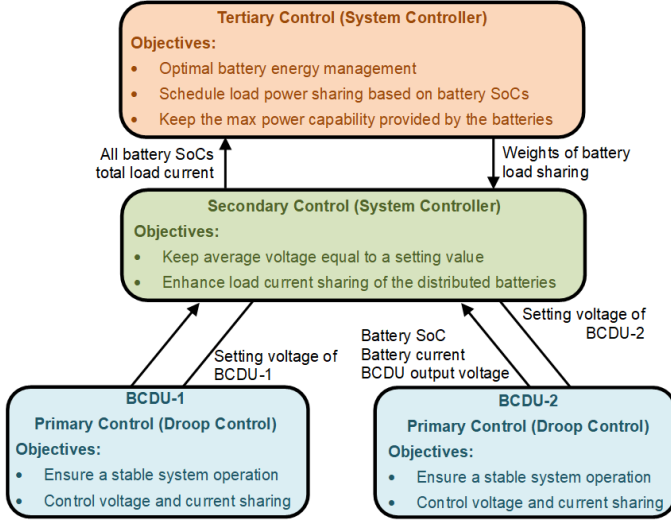 Tertiary Control (System Controller)
Objectives:
• Optimal battery energy management
• Schedule load power sharing based on battery SoCs
• Keep the max power capability provided by the batteries
All battery SoCs
total load current
Weights of battery
load sharing
Secondary Control (System Controller)
Objectives:
• Keep average voltage equal to a setting value
• Enhance load current sharing of the distributed batteries
Setting voltage of
BCDU-1
Battery SoC
Battery current
BCDU output voltage
Setting voltage of
BCDU-2
BCDU-1
Primary Control (Droop Control)
Objectives:
• Ensure a stable system operation
• Control voltage and current sharing
BCDU-2
Primary Control (Droop Control)
Objectives:
• Ensure a stable system operation
• Control voltage and current sharing